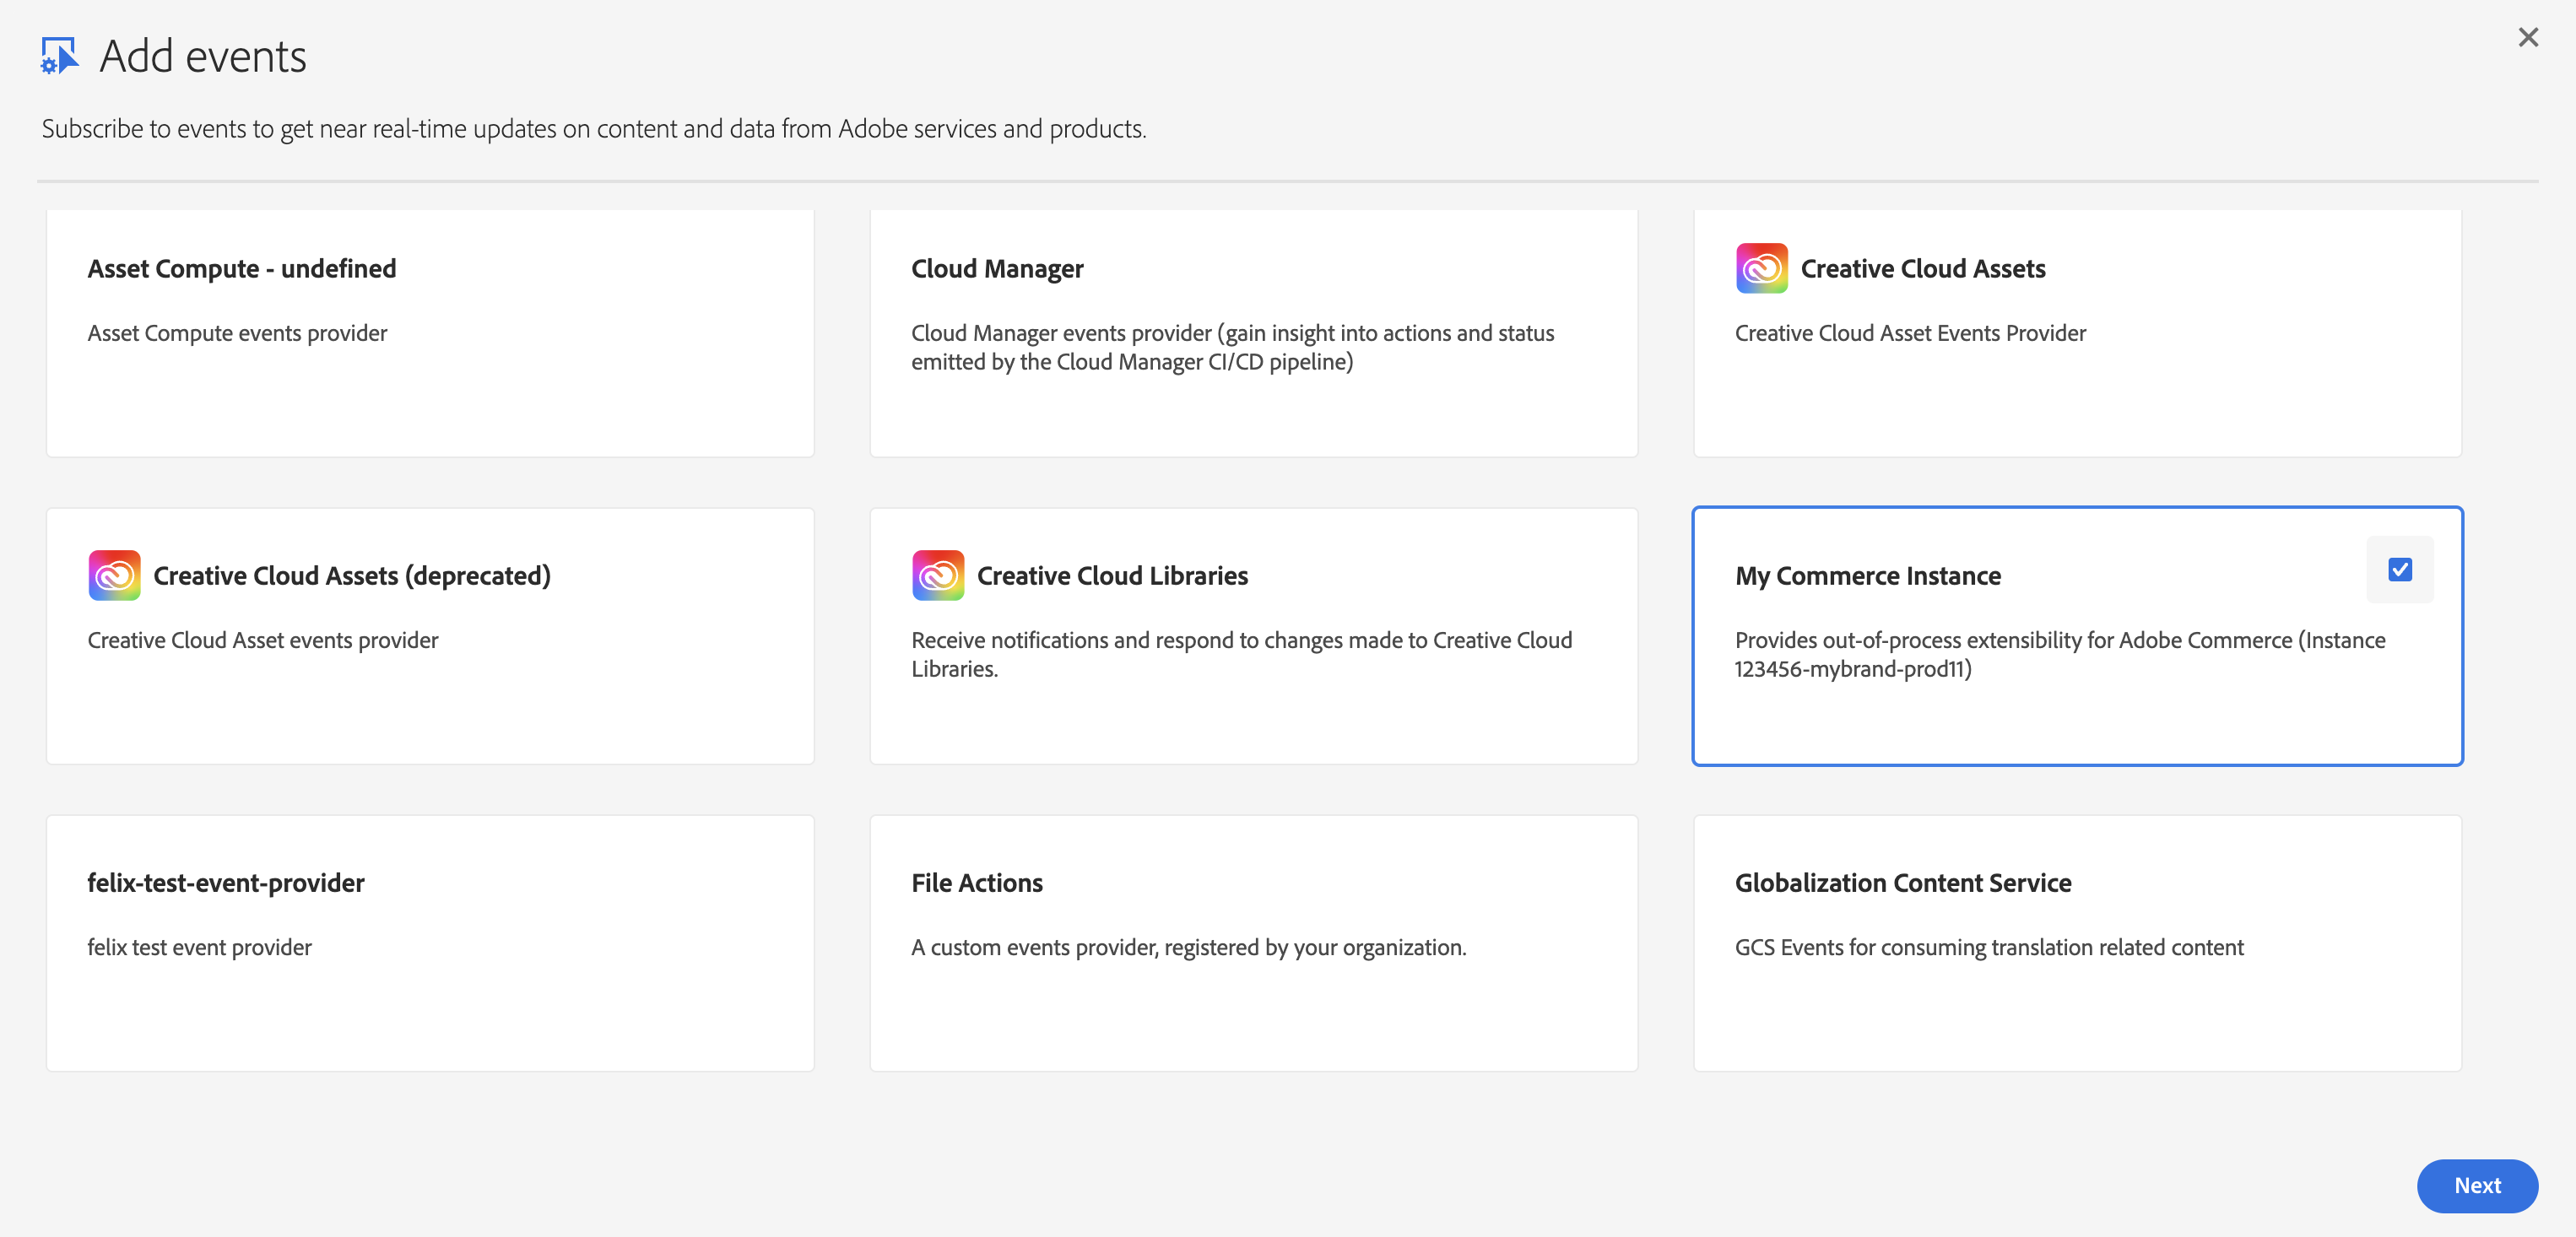 Add events
Subscribe to events to get near real-time updates on content and data from Adobe services and products.
Asset Compute - undefined
Asset Compute events provider
Cloud Manager
Cloud Manager events provider (gain insight into actions and status
emitted by the Cloud Manager CI/CD pipeline)
Creative Cloud Assets
Creative Cloud Asset Events Provider
Creative Cloud Assets (deprecated)
Creative Cloud Asset events provider
Creative Cloud Libraries
Receive notifications and respond to changes made to Creative Cloud
Libraries.
My Commerce Instance
Provides out-of-process extensibility for Adobe Commerce (Instance
123456-mybrand-prod11)
felix-test-event-provider
felix test event provider
File Actions
A custom events provider, registered by your organization.
Globalization Content Service
GCS Events for consuming translation related content
Next